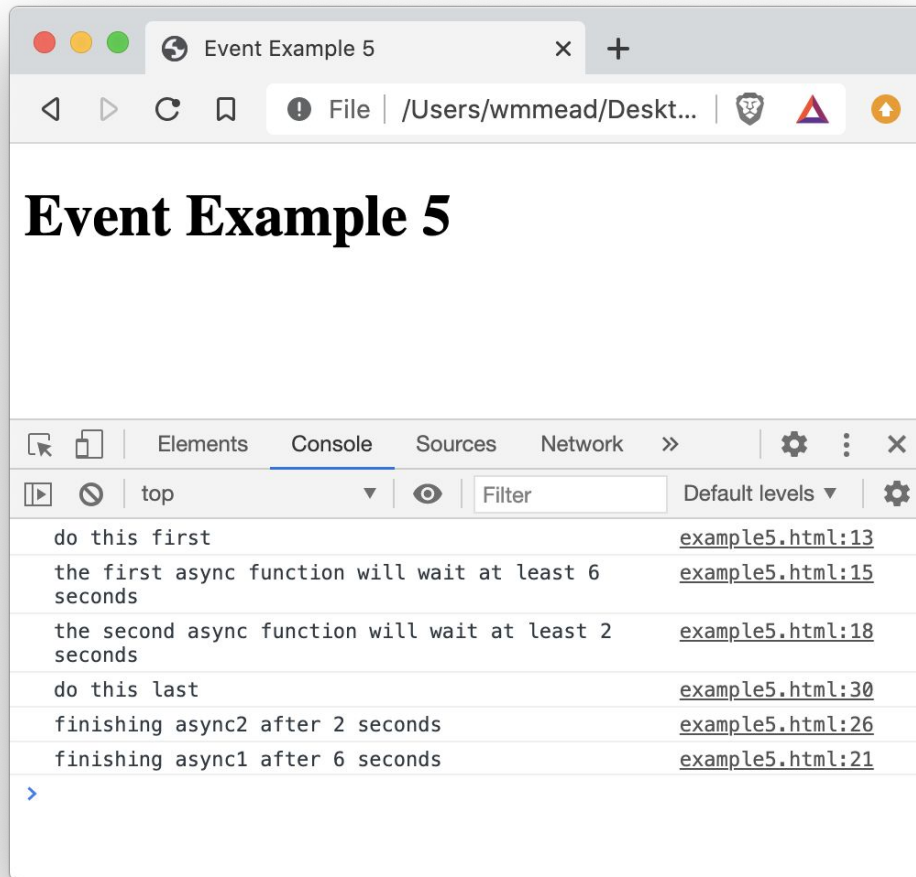 Event Example 5
File /Users/wmmead/Deskt...
Event Example 5
Elements Console Sources Network
top Filter Default levels
do this first example5.html:13
the first async function will wait at least 6 example5.html:15
seconds
the second async function will wait at least 2 example5.html:18
seconds
do this last example5.html:30
finishing async2 after 2 seconds example5.html:26
finishing async1 after 6 seconds example5.html:21